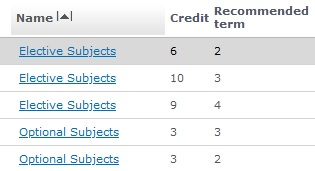 Name Credit Recommended term
Elective Subjects 6 2
Elective Subjects 10 3
Elective Subjects 9 4
Optional Subjects 3 3
Optional Subjects 3 2